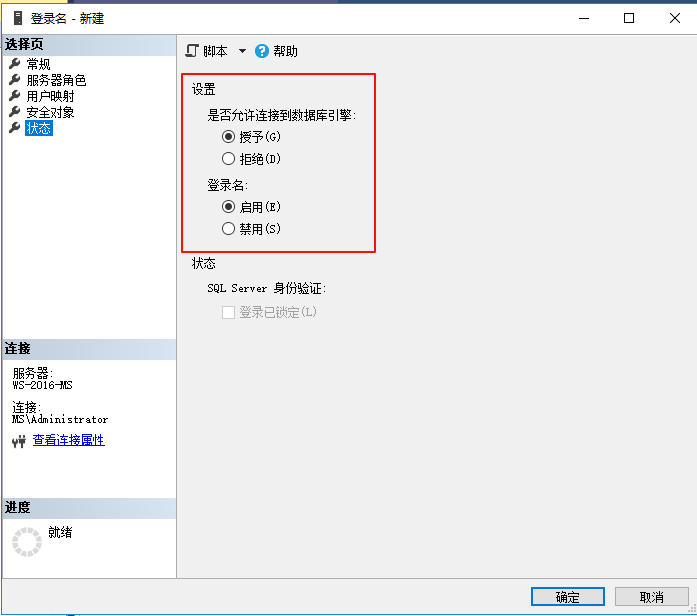 登录名 - 新建
选择页
常规
服务器角色
用户映射
安全对象
状态
脚本
帮助
设置
是否允许连接到数据库引擎:
授予(G)
拒绝(D)
登录名:
启用(E)
禁用(S)
状态
SQL Server 身份验证:
登录已锁定(L)
连接
服务器:
WS-2016-MS
连接:
MS\Administrator
查看连接属性
进度
就绪
确定
取消